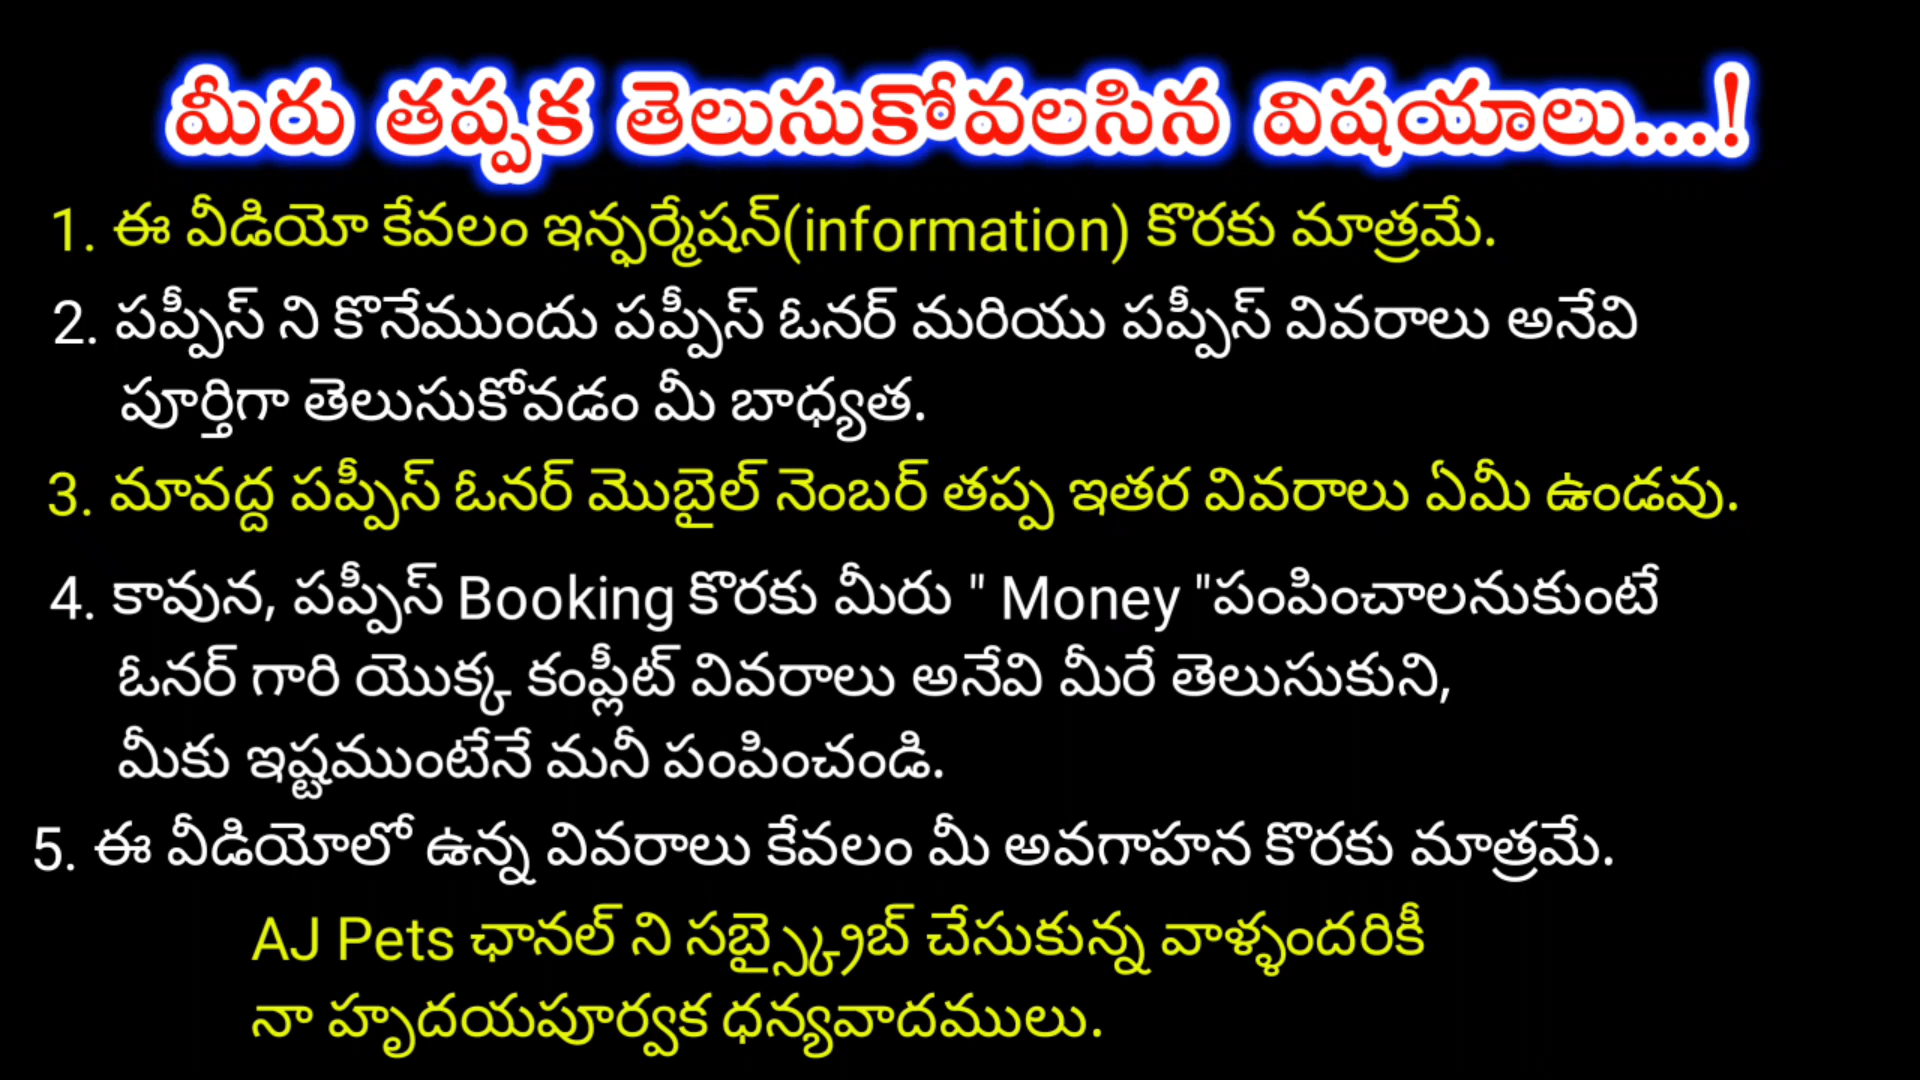 మీరు తప్పక తెలుసుకోవలసిన విషయాలు....!
1. ఈ వీడియో కేవలం ఇన్ఫర్మేషన్(information) కొరకు మాత్రమే.
2. పప్పీస్ ని కొనేముందు పప్పీస్ ఓనర్ మరియు పప్పీస్ వివరాలు అనేవి
పూర్తిగా తెలుసుకోవడం మీ బాధ్యత.
3. మావద్ద పప్పీస్ ఓనర్ మొబైల్ నెంబర్ తప్ప ఇతర వివరాలు ఏమీ ఉండవు.
4. కావున, పప్పీస్ Booking కొరకు మీరు " Money "పంపించాలనుకుంటే
ఓనర్ గారి యొక్క కంప్లీట్ వివరాలు అనేవి మీరే తెలుసుకుని,
మీకు ఇష్టముంటేనే మనీ పంపించండి.
5. ఈ వీడియోలో ఉన్న వివరాలు కేవలం మీ అవగాహన కొరకు మాత్రమే.
AJ Pets ఛానల్ ని సబ్స్క్రైబ్ చేసుకున్న వాళ్ళందరికీ
నా హృదయపూర్వక ధన్యవాదములు.